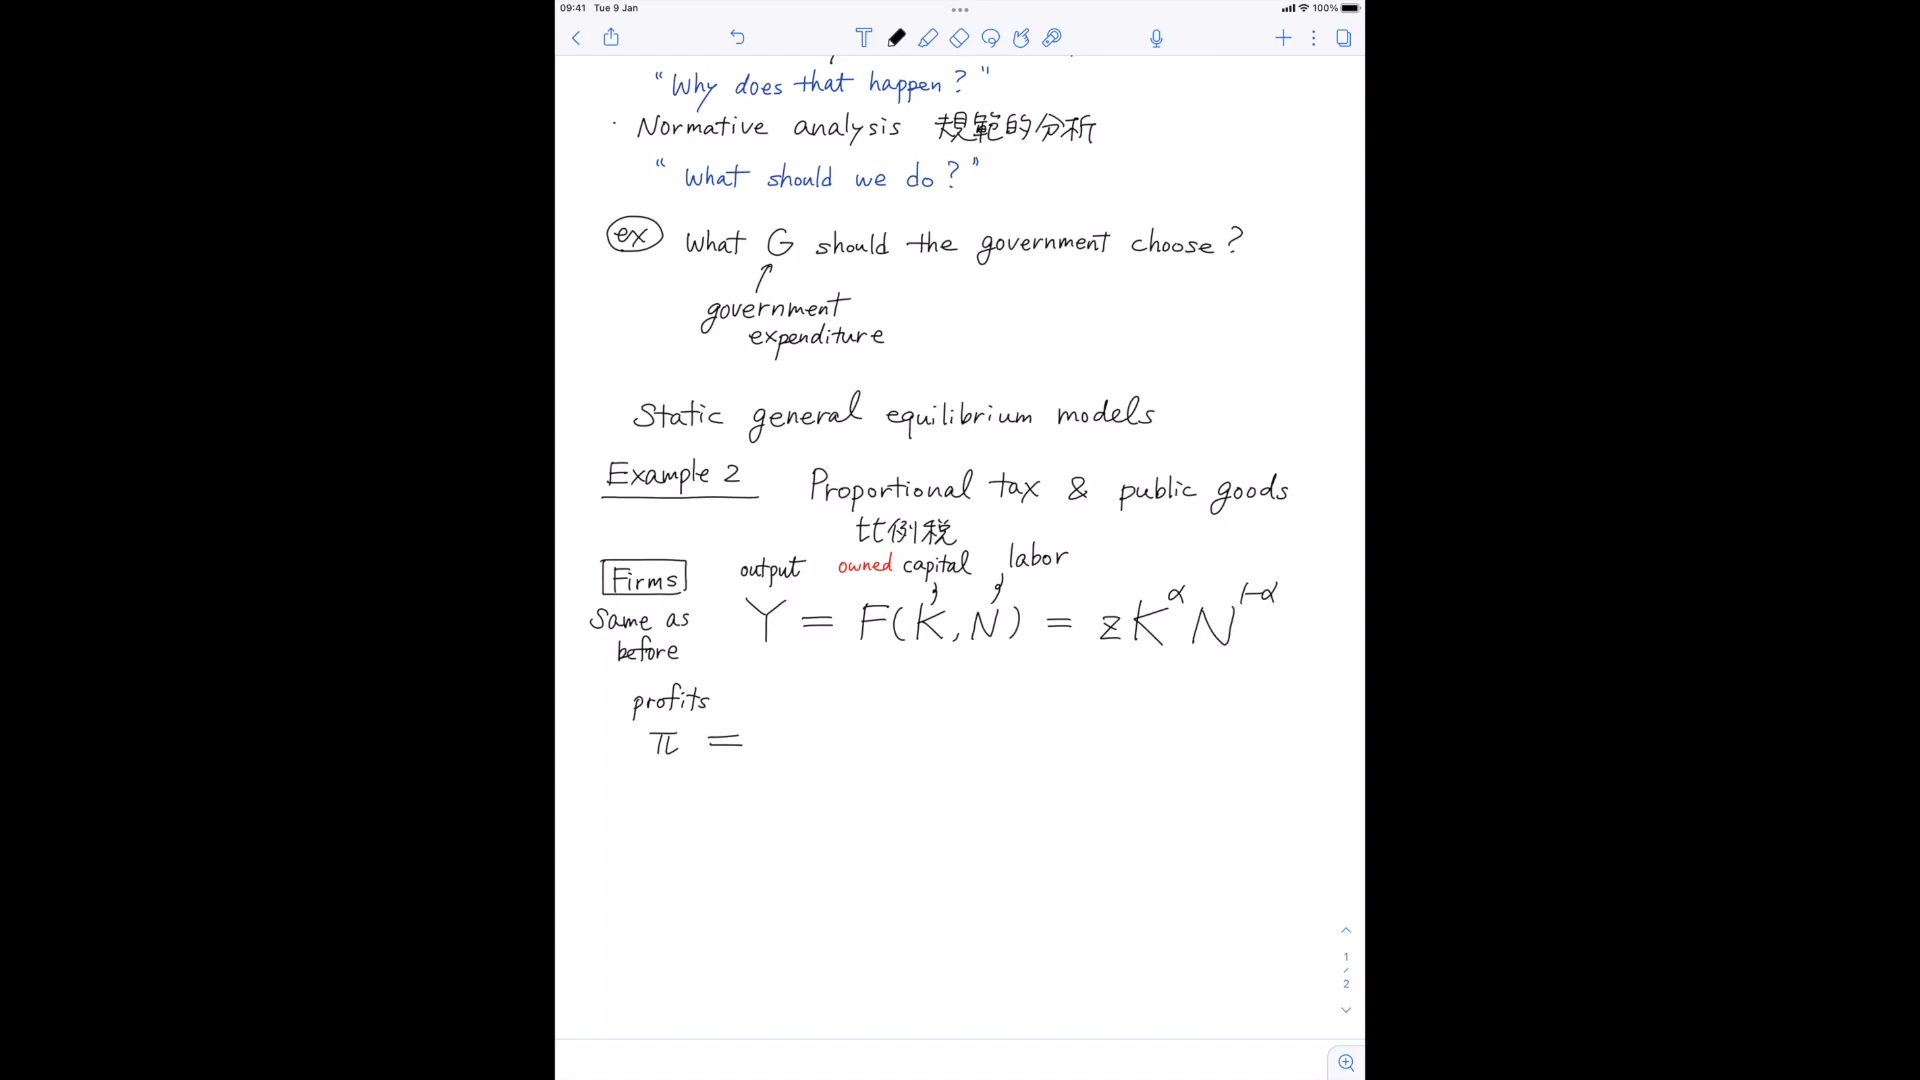 09:41 Tue 9 Jan
100%
"Why does that happen?"
· Normative analysis 規範的分析
"What should we do?"
ex What G should the government choose?
↑
government
expenditure
Static general equilibrium models
Example 2 Proportional tax & public goods
比例税
Firms output owned capital labor
Same as before
Y = F(K, N) = zK^α N^1-α
profits
π =
1
/
2